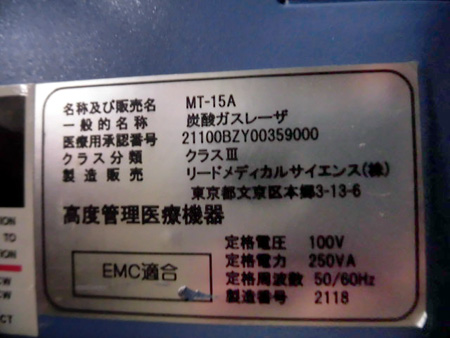 名称及び販売名 MT-15A
一般的名称 炭酸ガスレーザ
医療用承認番号 21100BZY00359000
クラス分類 クラスⅢ
製造販売 リードメディカルサイエンス(株)
東京都文京区本郷3-13-6
高度管理医療機器
EMC適合
定格電圧 100V
定格電力 250VA
定格周波数 50/60Hz
製造番号 2118
TO
CT